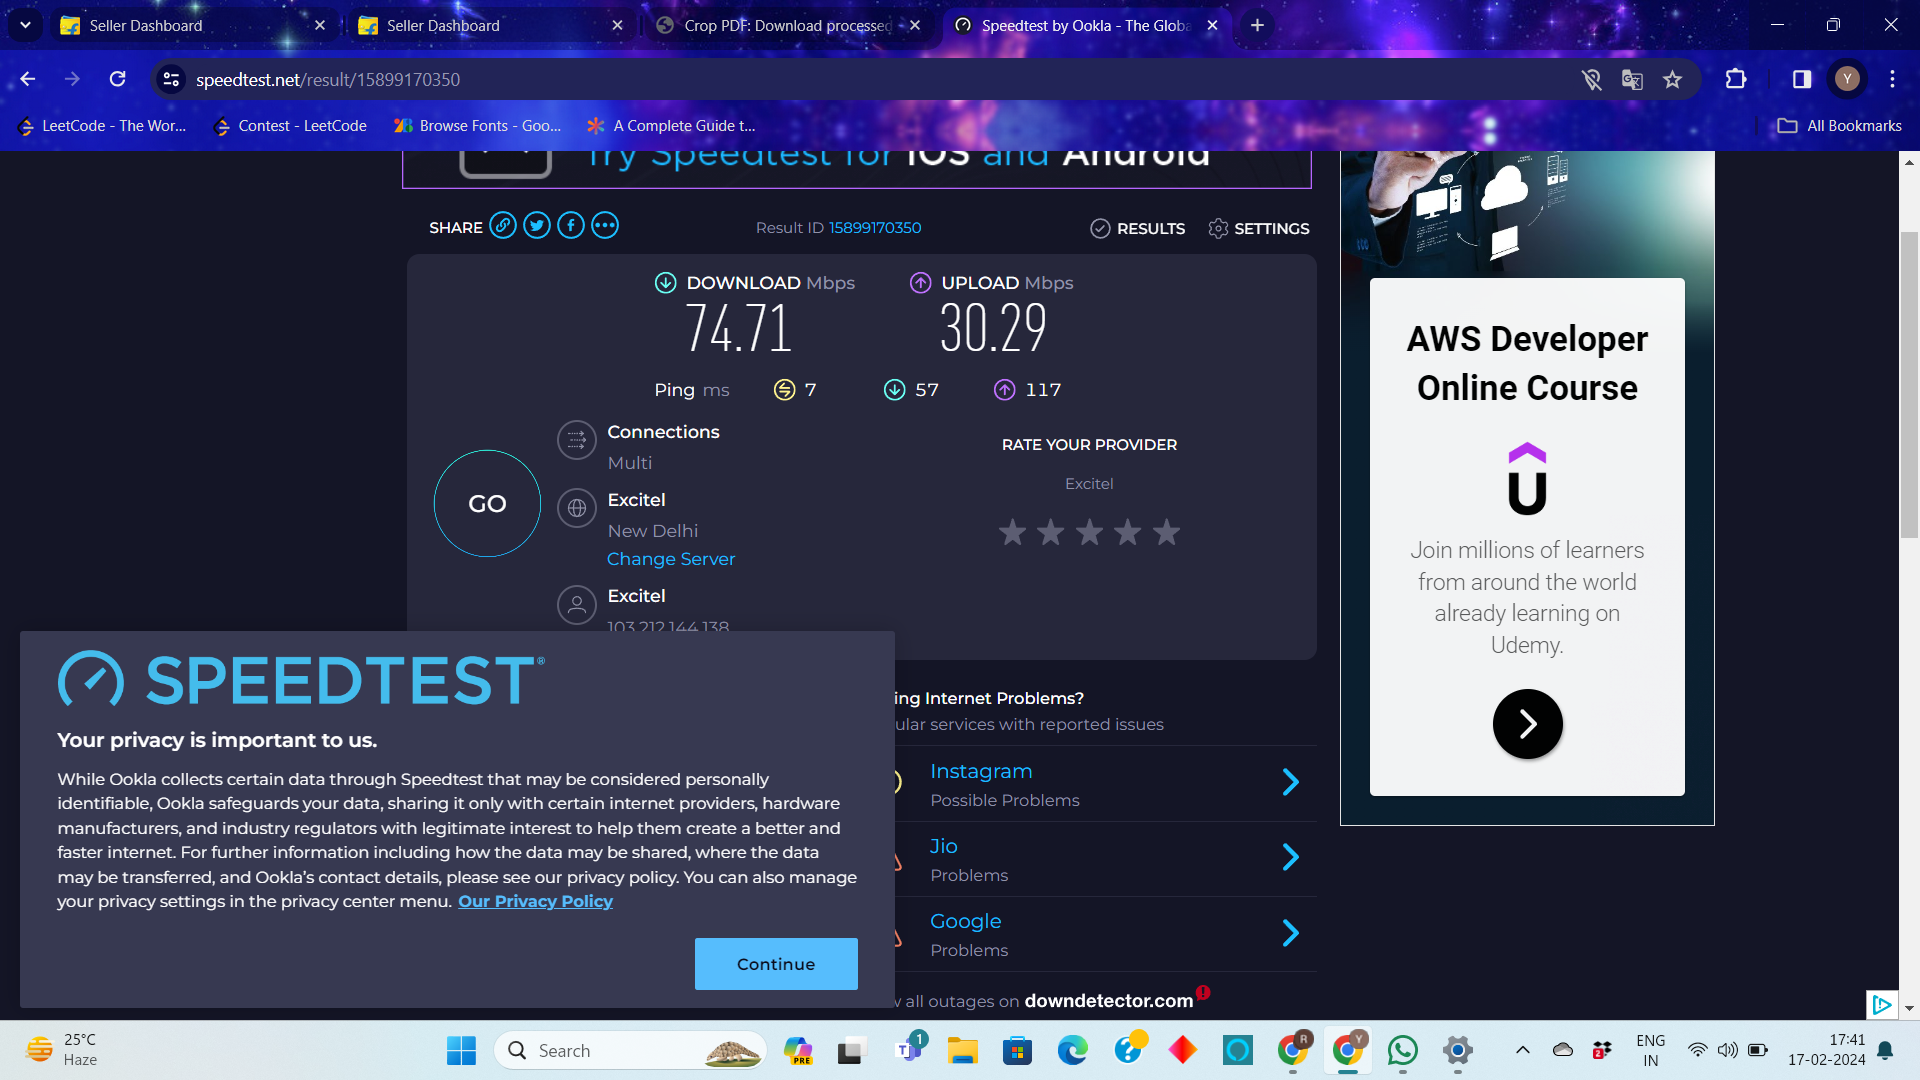 Seller Dashboard
Seller Dashboard
Crop PDF: Download processed
Speedtest by Ookla - The Globa
speedtest.net/result/15899170350
Y
LeetCode - The Wor...
Contest - LeetCode
Browse Fonts - Goo...
A Complete Guide t...
All Bookmarks
Try Speedtest for iOS and Android
SHARE
Result ID 15899170350
RESULTS
SETTINGS
DOWNLOAD Mbps
74.71
UPLOAD Mbps
30.29
Ping ms
7
57
117
GO
Connections
Multi
Excitel
New Delhi
Change Server
Excitel
103.212.144.138
RATE YOUR PROVIDER
Excitel
AWS Developer
Online Course
Join millions of learners
from around the world
already learning on
Udemy.
SPEEDTEST®
Your privacy is important to us.
While Ookla collects certain data through Speedtest that may be considered personally
identifiable, Ookla safeguards your data, sharing it only with certain internet providers, hardware
manufacturers, and industry regulators with legitimate interest to help them create a better and
faster internet. For further information including how the data may be shared, where the data
may be transferred, and Ookla's contact details, please see our privacy policy. You can also manage
your privacy settings in the privacy center menu. Our Privacy Policy
Continue
ing Internet Problems?
ular services with reported issues
Instagram
Possible Problems
Jio
Problems
Google
Problems
all outages on downdetector.com
25°C
Haze
Search
PRE
T
1
R
Y
2
ENG
IN
17:41
17-02-2024